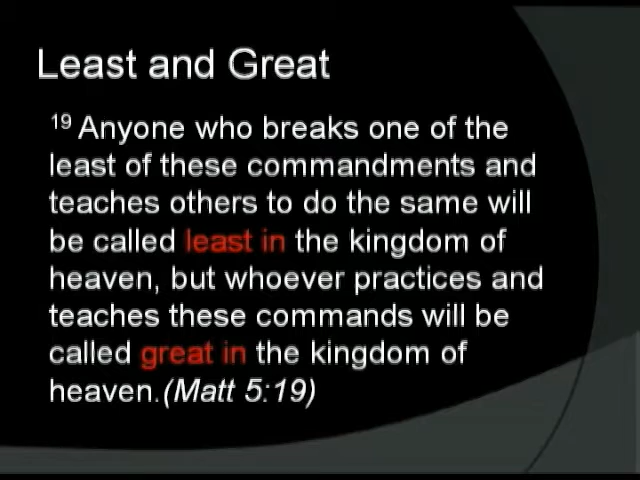 Least and Great
19 Anyone who breaks one of the
least of these commandments and
teaches others to do the same will
be called least in the kingdom of
heaven, but whoever practices and
teaches these commands will be
called great in the kingdom of
heaven.(Matt 5:19)